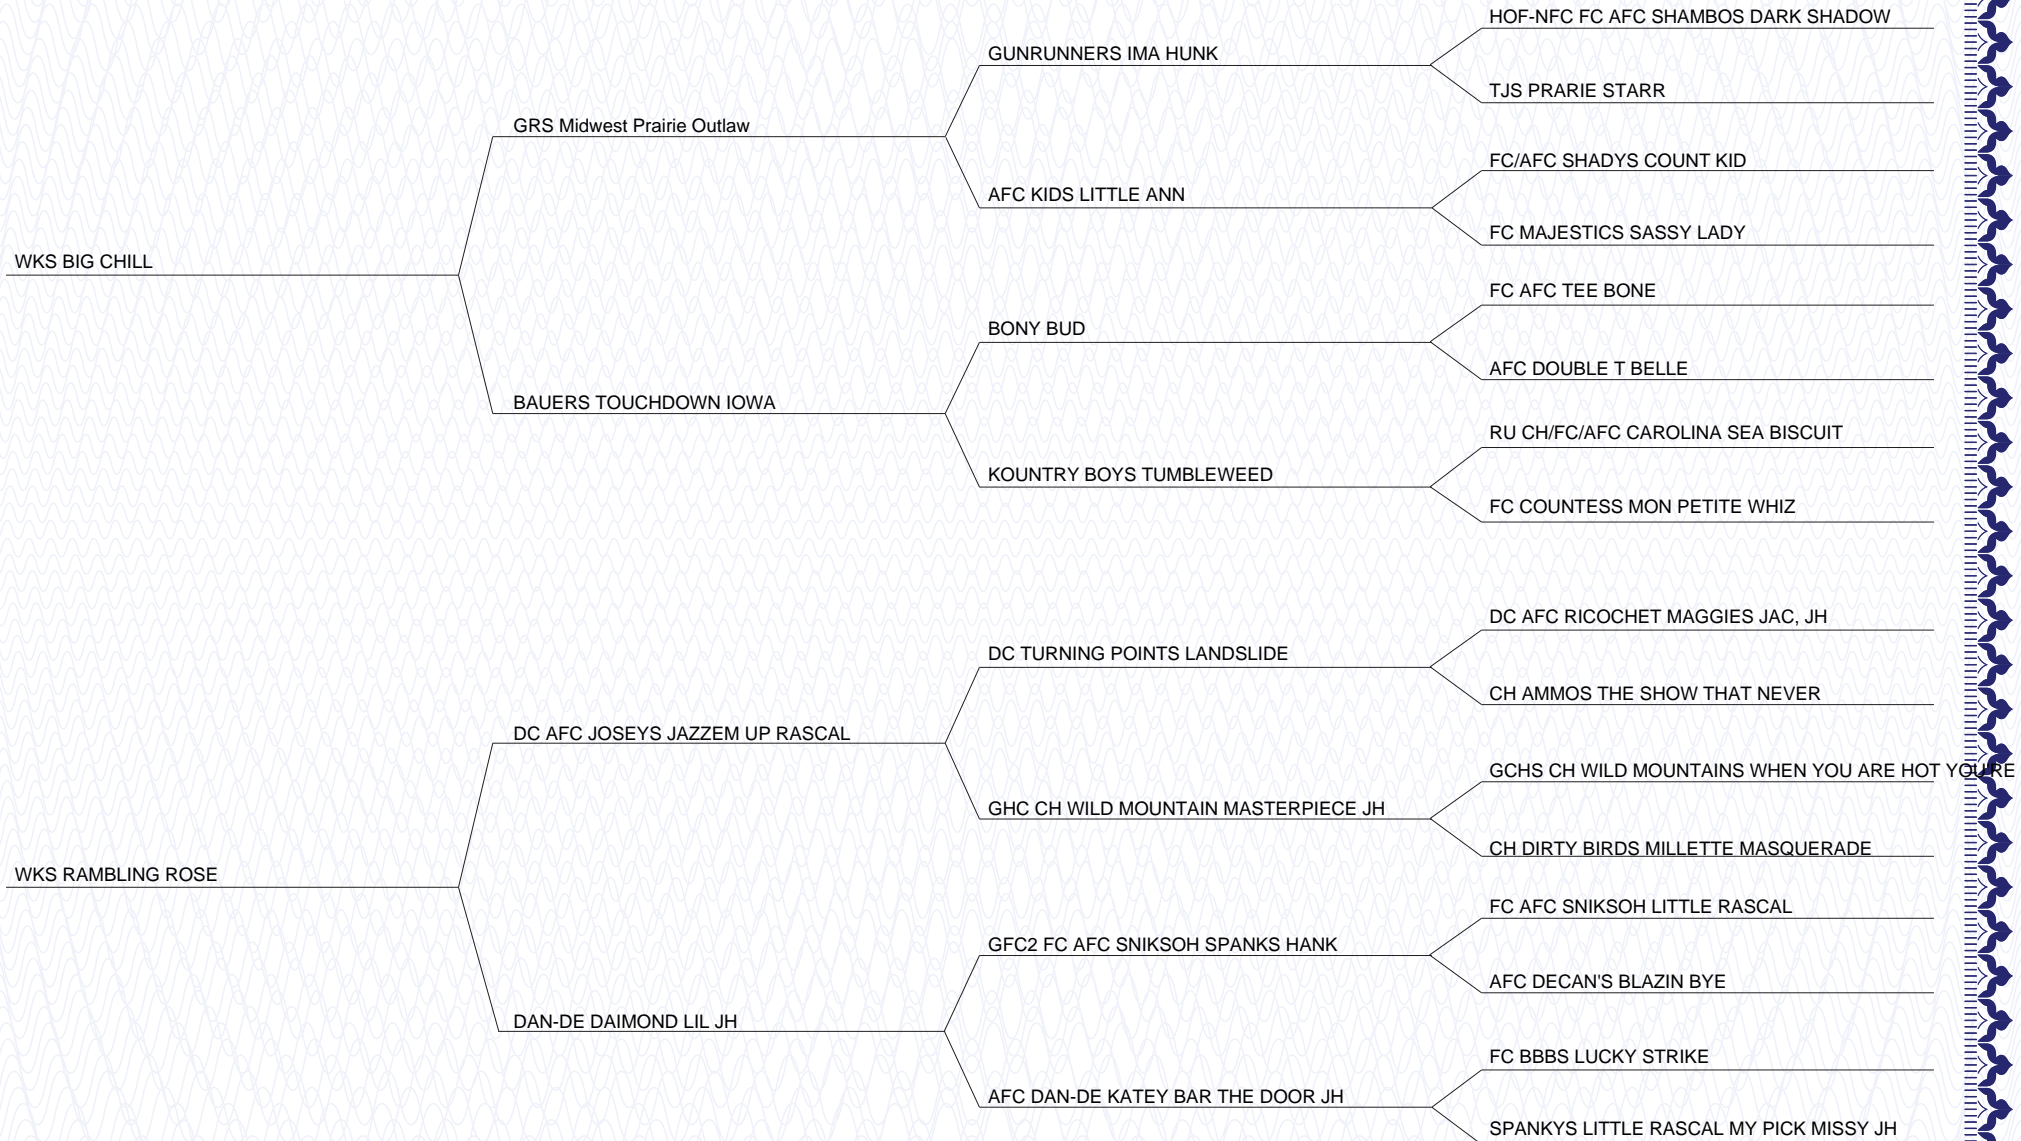 HOF-NFC FC AFC SHAMBOS DARK SHADOW
GUNRUNNERS IMA HUNK
TJS PRARIE STARR
GRS Midwest Prairie Outlaw
FC/AFC SHADYS COUNT KID
AFC KIDS LITTLE ANN
FC MAJESTICS SASSY LADY
WKS BIG CHILL
FC AFC TEE BONE
BONY BUD
AFC DOUBLE T BELLE
BAUERS TOUCHDOWN IOWA
RU CH/FC/AFC CAROLINA SEA BISCUIT
KOUNTRY BOYS TUMBLEWEED
FC COUNTESS MON PETITE WHIZ
DC AFC RICOCHET MAGGIES JAC, JH
DC TURNING POINTS LANDSLIDE
CH AMMOS THE SHOW THAT NEVER
DC AFC JOSEYS JAZZEM UP RASCAL
GCHS CH WILD MOUNTAINS WHEN YOU ARE HOT YOU'RE
GHC CH WILD MOUNTAIN MASTERPIECE JH
CH DIRTY BIRDS MILLETTE MASQUERADE
WKS RAMBLING ROSE
FC AFC SNIKSOH LITTLE RASCAL
GFC2 FC AFC SNIKSOH SPANKS HANK
AFC DECAN'S BLAZIN BYE
DAN-DE DAIMOND LIL JH
FC BBBS LUCKY STRIKE
AFC DAN-DE KATEY BAR THE DOOR JH
SPANKYS LITTLE RASCAL MY PICK MISSY JH